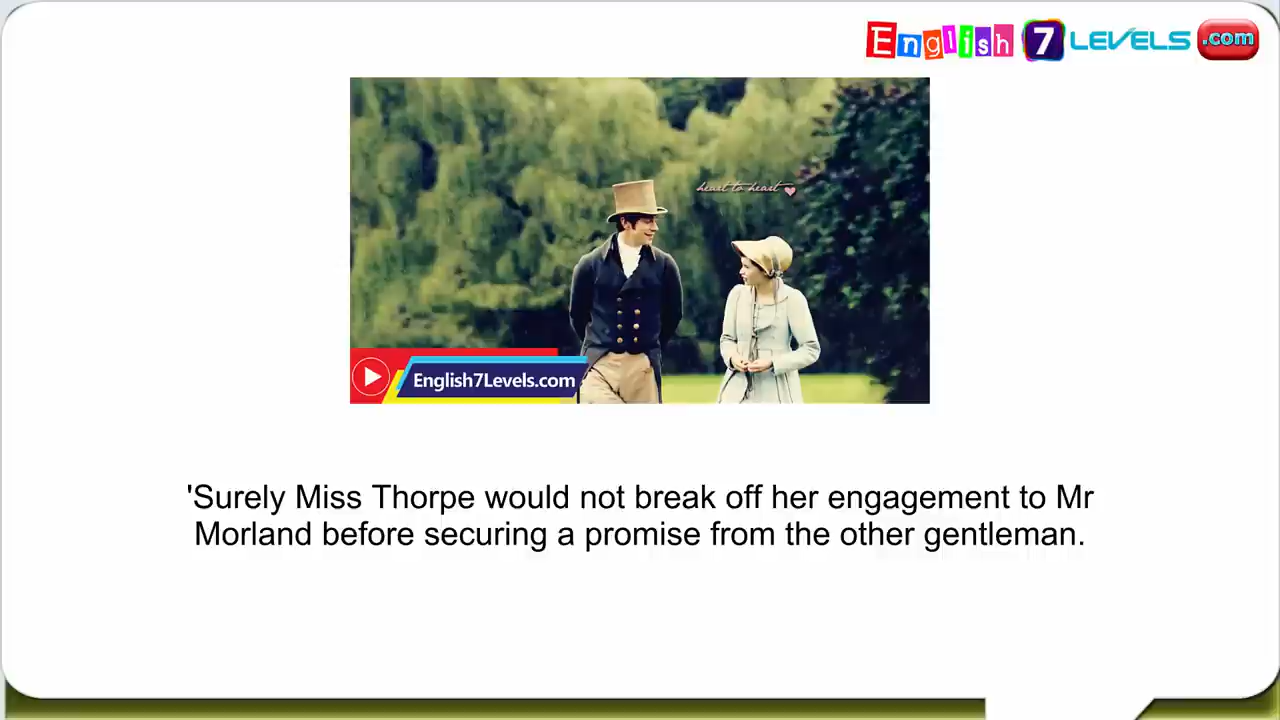 English 7 LEVELS .com
heart to heart
English7Levels.com
'Surely Miss Thorpe would not break off her engagement to Mr
Morland before securing a promise from the other gentleman.